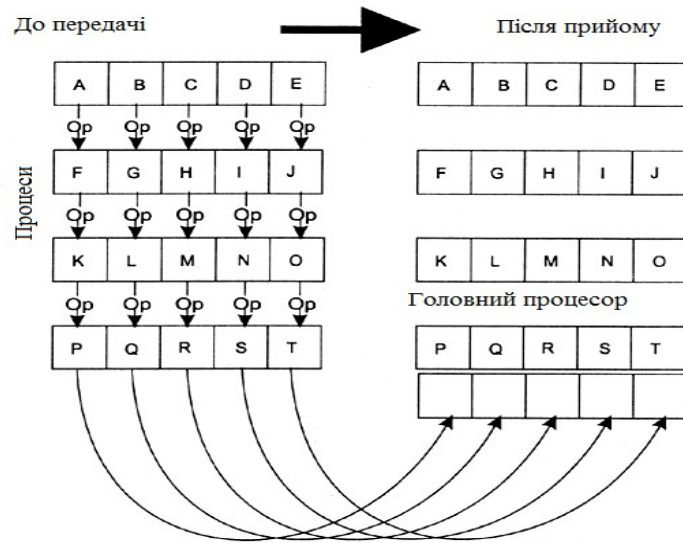 До передачі
Після прийому
A B C D E
A B C D E
Op Op Op Op Op
F G H I J
F G H I J
Процеси
Op Op Op Op Op
K L M N O
K L M N O
Головний процесор
Op Op Op Op Op
P Q R S T
P Q R S T